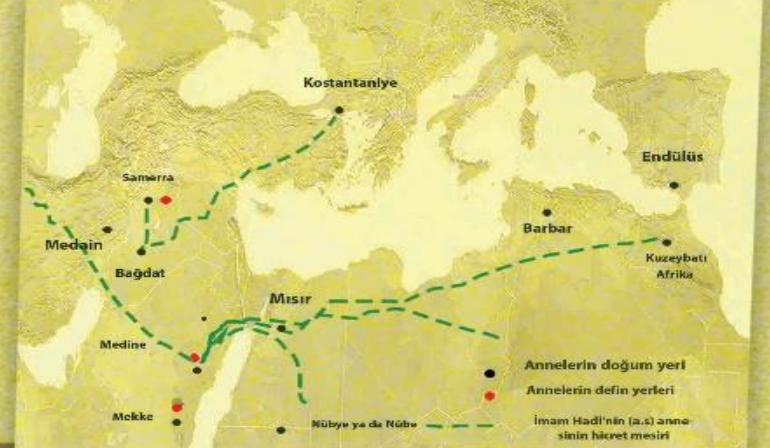 Kostantaniye
Endülüs
Samerra
Barbar
Medain
Kuzeybatı
Afrika
Bağdat
Mısır
Medine
Annelerin doğum yeri
Annelerin defin yerleri
Mekke
Nübye ya da Nûbe
İmam Hadi'nin (a.s) anne-
sinin hicret mesiri